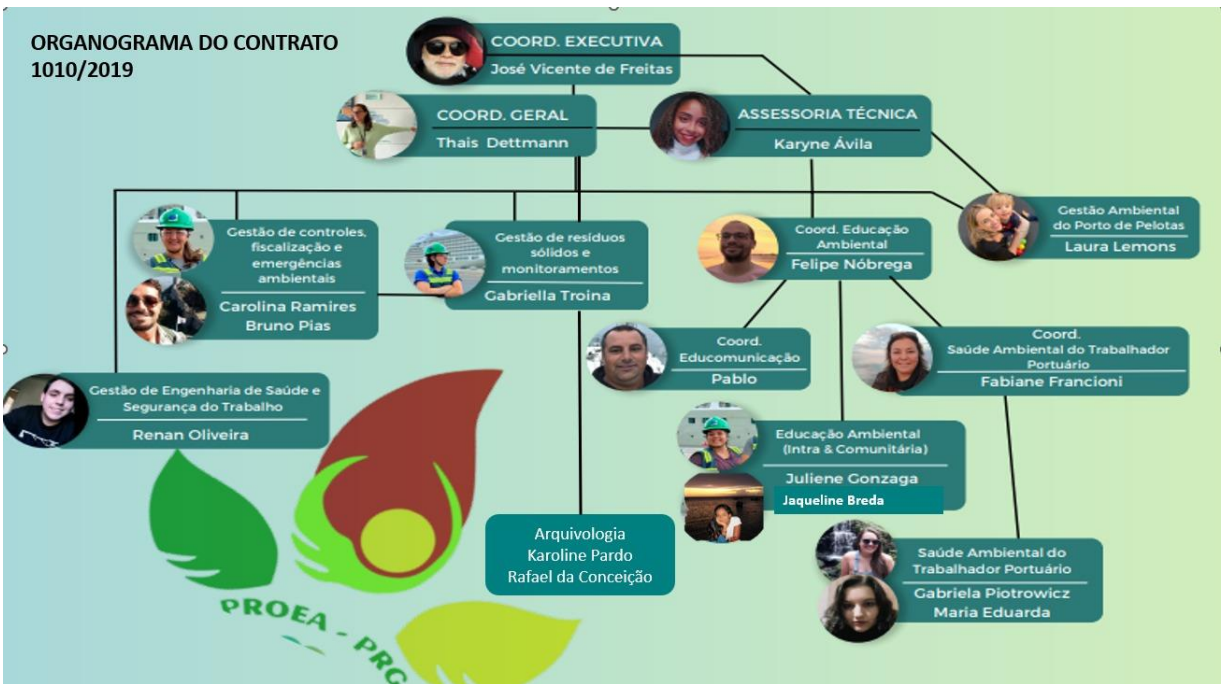 ORGANOGRAMA DO CONTRATO
1010/2019
COORD. EXECUTIVA
José Vicente de Freitas
COORD. GERAL
Thais Dettmann
ASSESSORIA TÉCNICA
Karyne Ávila
Gestão de controles,
fiscalização e
emergências
ambientais
Carolina Ramires
Bruno Pias
Gestão de resíduos
sólidos e
monitoramentos
Gabriella Troina
Coord. Educação
Ambiental
Felipe Nóbrega
Gestão Ambiental
do Porto de Pelotas
Laura Lemons
Coord.
Educomunicação
Pablo
Coord.
Saúde Ambiental do Trabalhador
Portuário
Fabiane Francioni
Gestão de Engenharia de Saúde e
Segurança do Trabalho
Renan Oliveira
Educação Ambiental
(Intra & Comunitária)
Juliene Gonzaga
Jaqueline Breda
Arquivologia
Karoline Pardo
Rafael da Conceição
Saúde Ambiental do
Trabalhador Portuário
Gabriela Piotrowicz
Maria Eduarda
PROEA - PRG